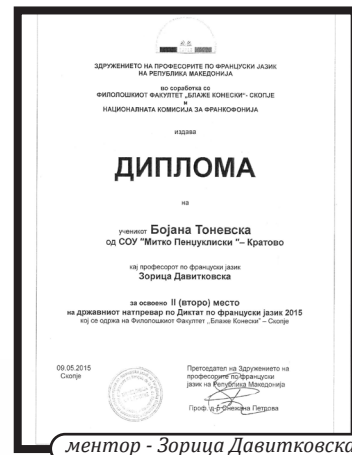 ЗДРУЖЕНИЕТО НА ПРОФЕСОРИТЕ ПО ФРАНЦУСКИ ЈАЗИК
НА РЕПУБЛИКА МАКЕДОНИЈА
во соработка со
ФИЛОЛОШКИОТ ФАКУЛТЕТ „БЛАЖЕ КОНЕСКИ"- СКОПЈЕ
и
НАЦИОНАЛНАТА КОМИСИЈА ЗА ФРАНКОФОНИЈА
издава
ДИПЛОМА
на
ученикот Бојана Тоневска
од СОУ "Митко Пенџуклиски "– Кратово
кај професорот по француски јазик
Зорица Давитковска
за освоено II (второ) место
на државниот натпревар по Диктат по француски јазик 2015
кој се одржа на Филолошкиот Факултет „Блаже Конески" – Скопје
09.05.2015
Скопје
Претседател на Здружението на
професорите по француски
јазик на Република Македонија
Проф. д-р Снежана Петрова
ментор - Зорица Давитковска